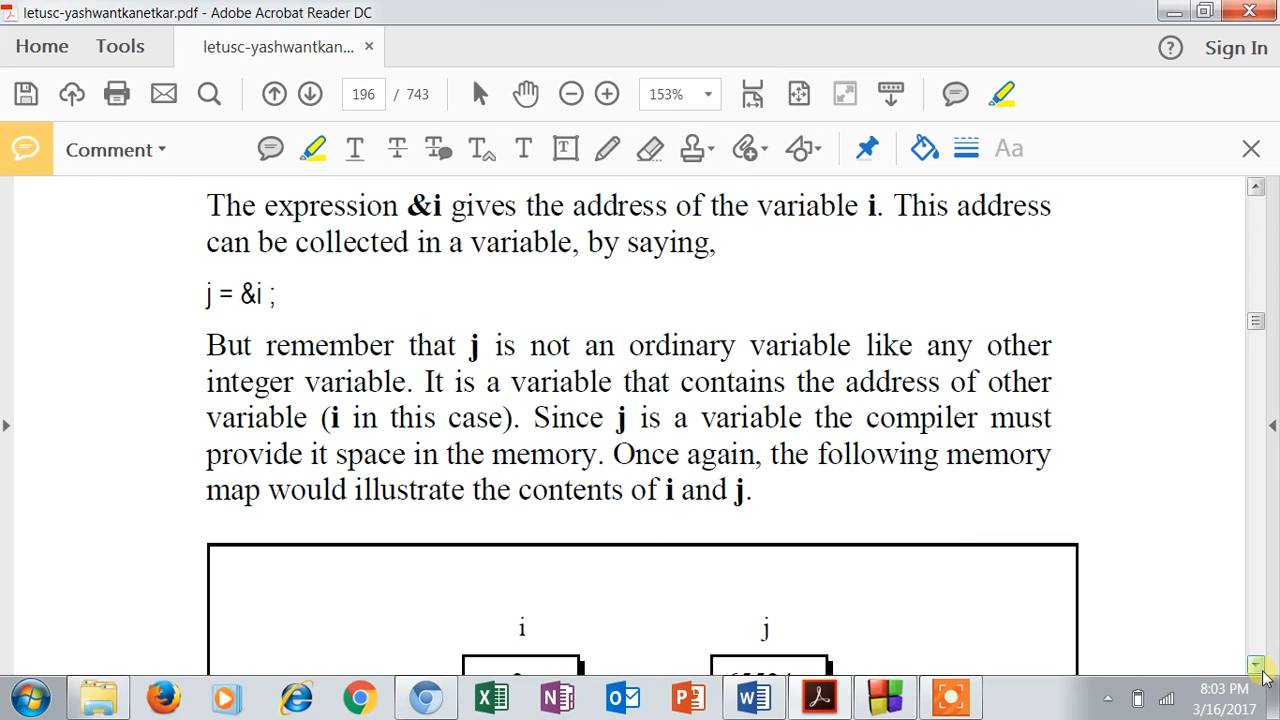 letusc-yashwantkanetkar.pdf - Adobe Acrobat Reader DC
Home Tools letusc-yashwantkan... × ? Sign In
196 / 743 153%
Comment T T T T T T Aa
The expression &i gives the address of the variable i. This address
can be collected in a variable, by saying,
j = &i ;
But remember that j is not an ordinary variable like any other
integer variable. It is a variable that contains the address of other
variable (i in this case). Since j is a variable the compiler must
provide it space in the memory. Once again, the following memory
map would illustrate the contents of i and j.
i j
8:03 PM
3/16/2017